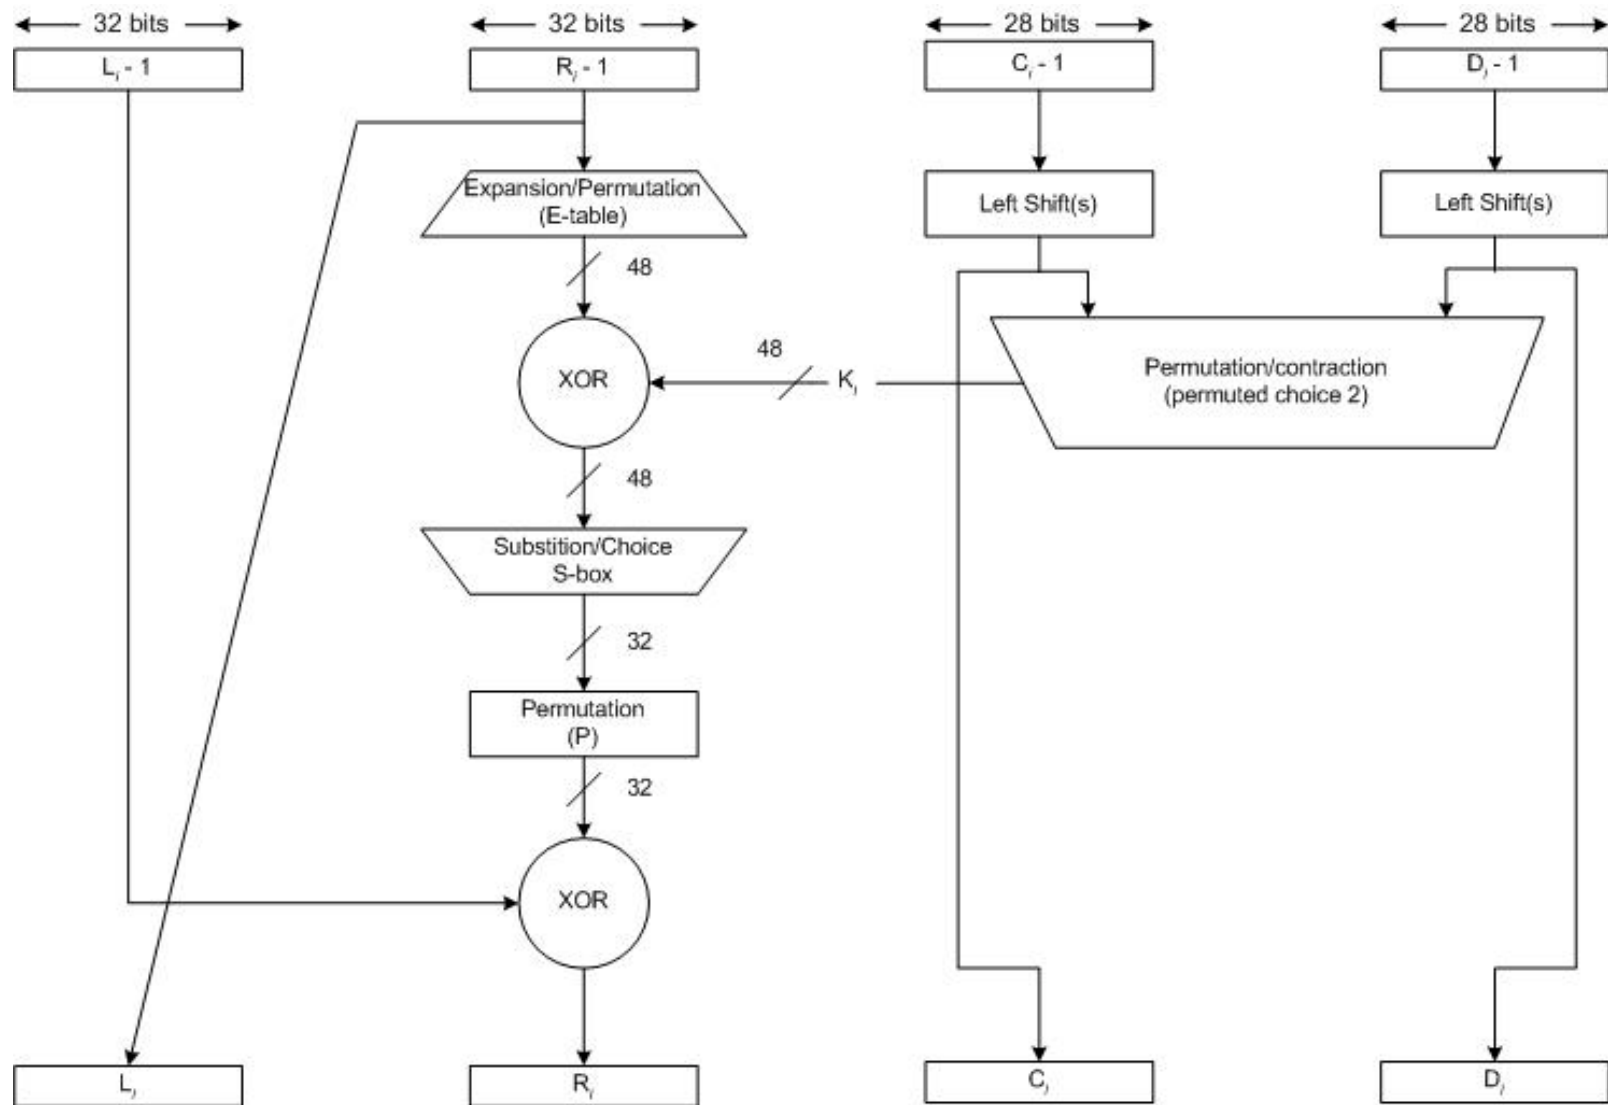 32 bits
32 bits
28 bits
28 bits
Lᵢ - 1
Rᵢ - 1
Cᵢ - 1
Dᵢ - 1
Expansion/Permutation
(E-table)
Left Shift(s)
Left Shift(s)
48
XOR
48
Kᵢ
Permutation/contraction
(permuted choice 2)
48
Substition/Choice
S-box
32
Permutation
(P)
32
XOR
Lᵢ
Rᵢ
Cᵢ
Dᵢ